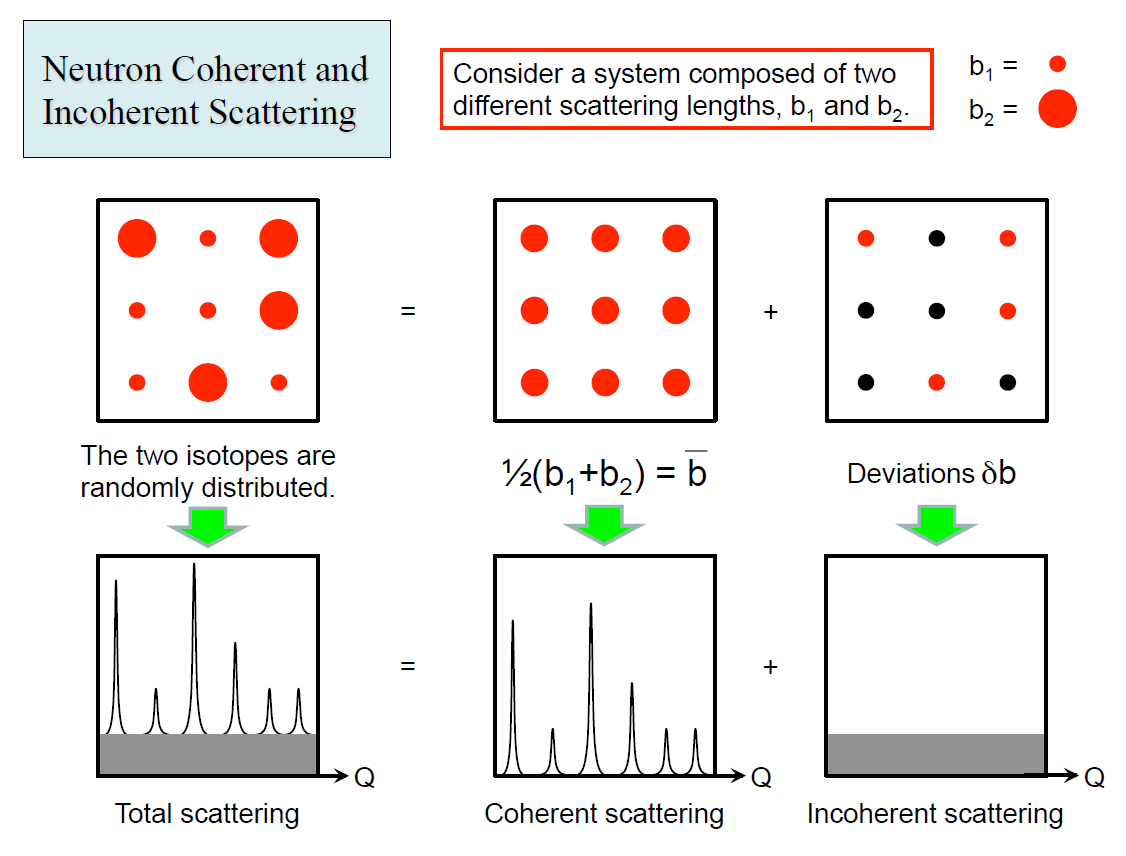 Neutron Coherent and
Incoherent Scattering
Consider a system composed of two
different scattering lengths, b₁ and b₂.
b₁ =
b₂ =
=
+
The two isotopes are
randomly distributed.
½(b₁+b₂) = b̅
Deviations δb
=
+
Q
Q
Q
Total scattering
Coherent scattering
Incoherent scattering